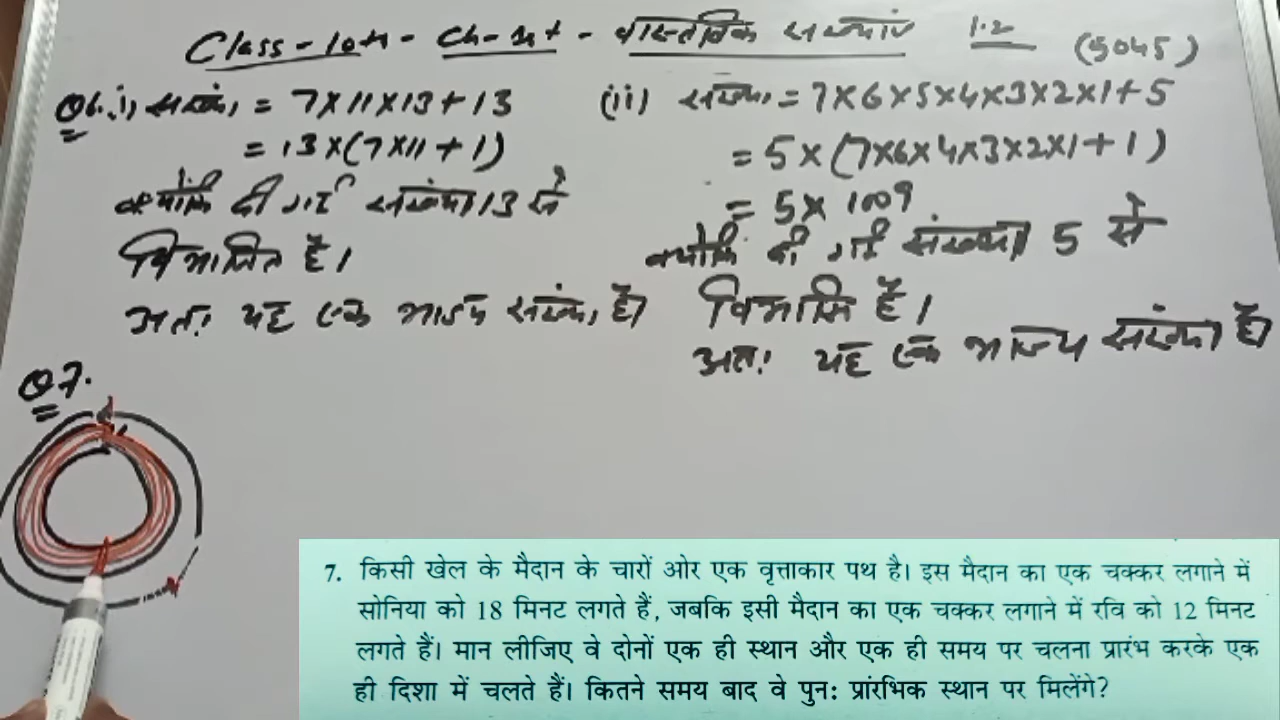 Class - 10th - Ch-1st - वास्तविक संख्याएं 1.2 (5045)
Q6. i) संख्या = 7×11×13+13
= 13×(7×11+1)
क्योंकि दी गई संख्या 13 से
विभाजित है।
अतः यह एक भाज्य संख्या है।
(ii) संख्या = 7×6×5×4×3×2×1+5
= 5×(7×6×4×3×2×1+1)
= 5×1009
क्योंकि दी गई संख्या 5 से
विभाजि है।
अतः यह एक भाज्य संख्या है।
Q7.
7. किसी खेल के मैदान के चारों ओर एक वृत्ताकार पथ है। इस मैदान का एक चक्कर लगाने में
सोनिया को 18 मिनट लगते हैं, जबकि इसी मैदान का एक चक्कर लगाने में रवि को 12 मिनट
लगते हैं। मान लीजिए वे दोनों एक ही स्थान और एक ही समय पर चलना प्रारंभ करके एक
ही दिशा में चलते हैं। कितने समय बाद वे पुन: प्रांरभिक स्थान पर मिलेंगे?